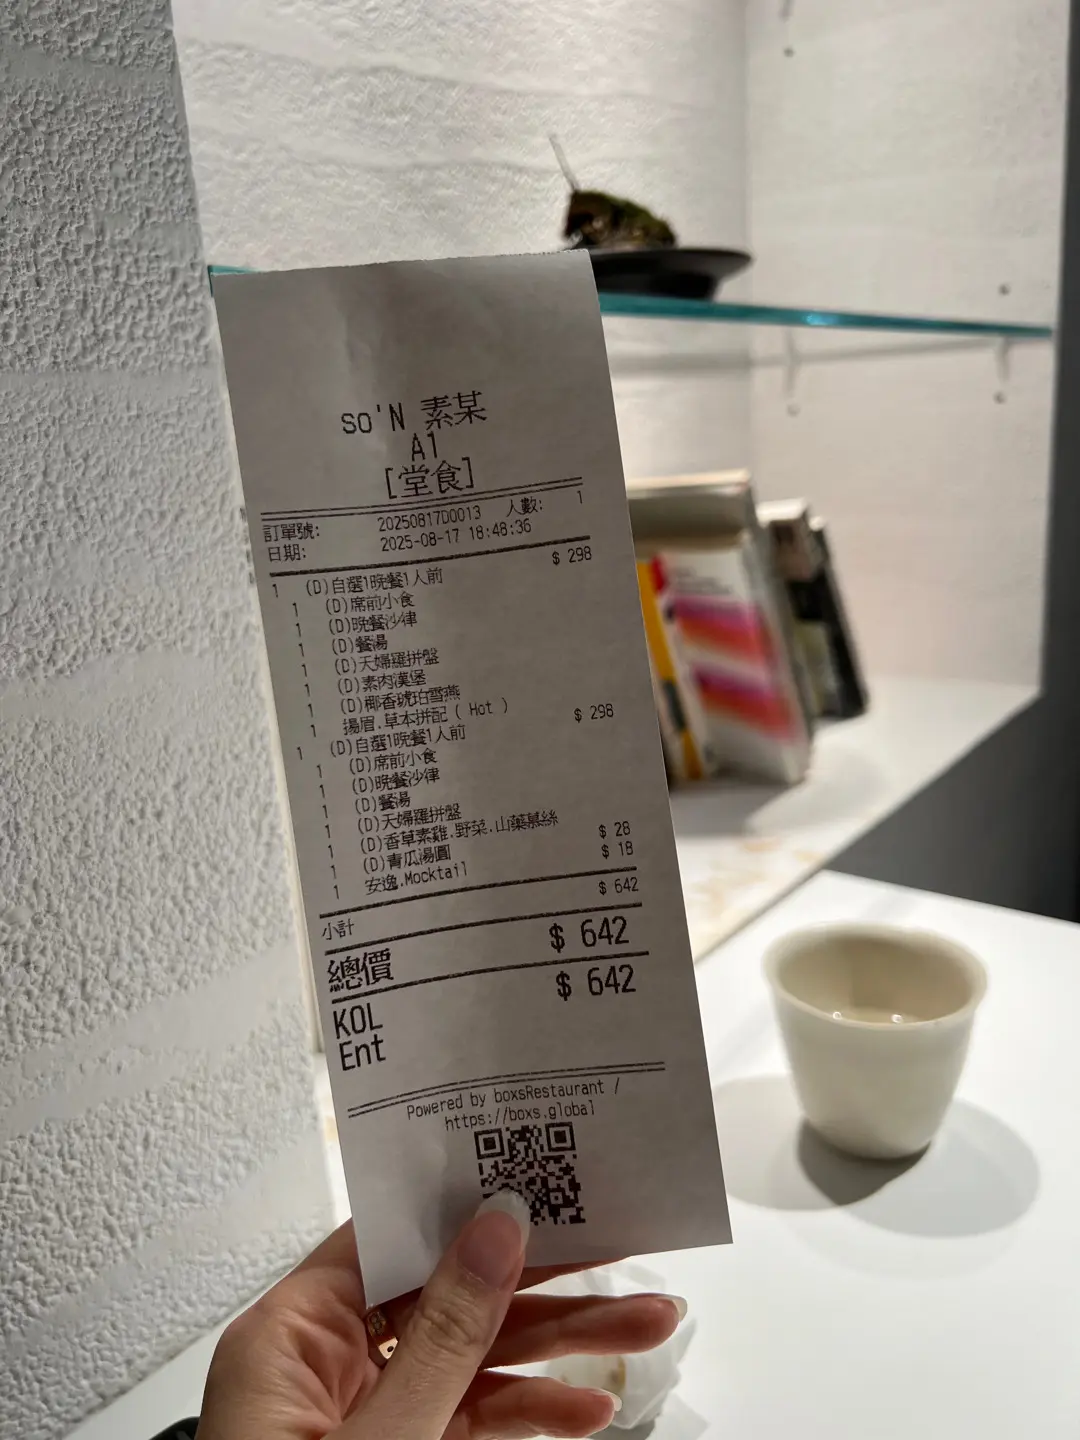 so'N 素某
A1
[堂食]
訂單號: 20250817D0013 人數: 1
日期: 2025-08-17 18:48:36
1 (D)自選1晚餐1人前 $ 298
1 (D)席前小食
1 (D)晚餐沙律
1 (D)餐湯
1 (D)天婦羅拼盤
1 (D)素肉漢堡
1 (D)椰香琥珀雪燕
1 揚眉.草本拼配 ( Hot )
1 (D)自選1晚餐1人前 $ 298
1 (D)席前小食
1 (D)晚餐沙律
1 (D)餐湯
1 (D)天婦羅拼盤
1 (D)香草素雞.野菜.山藥慕絲 $ 28
1 (D)青瓜湯圓 $ 18
1 安逸.Mocktail
小計 $ 642
總價 $ 642
KOL $ 642
Ent
Powered by boxsRestaurant /
https://boxs.global